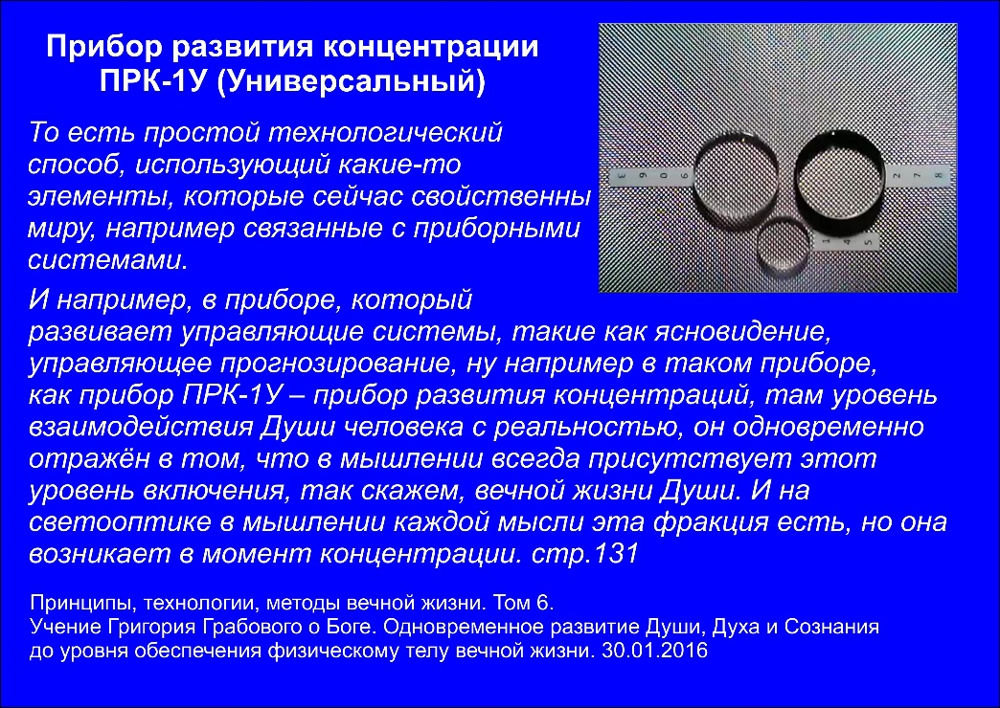 Прибор развития концентрации
ПРК-1У (Универсальный)
То есть простой технологический
способ, использующий какие-то
элементы, которые сейчас свойственны
миру, например связанные с приборными
системами.
И например, в приборе, который
развивает управляющие системы, такие как ясновидение,
управляющее прогнозирование, ну например в таком приборе,
как прибор ПРК-1У – прибор развития концентраций, там уровень
взаимодействия Души человека с реальностью, он одновременно
отражён в том, что в мышлении всегда присутствует этот
уровень включения, так скажем, вечной жизни Души. И на
светооптике в мышлении каждой мысли эта фракция есть, но она
возникает в момент концентрации. стр.131
Принципы, технологии, методы вечной жизни. Том 6.
Учение Григория Грабового о Боге. Одновременное развитие Души, Духа и Сознания
до уровня обеспечения физическому телу вечной жизни. 30.01.2016
3 9 0 6
2 7 8
1 4 5